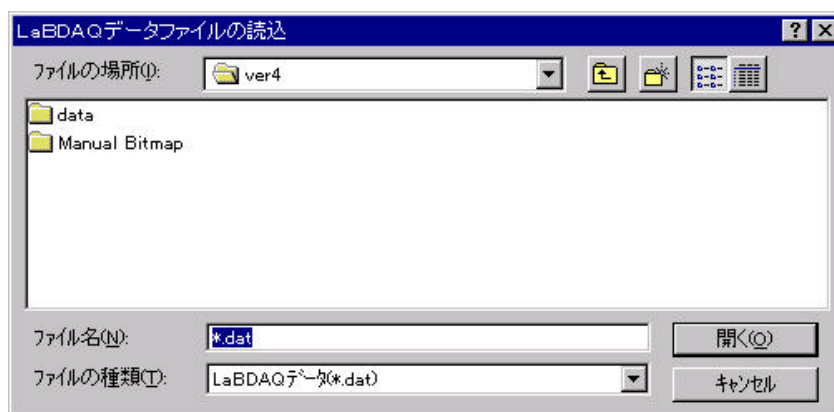 LaBDAQデータファイルの読込
ファイルの場所(I): ver4
data
Manual Bitmap
ファイル名(N): *.dat 開く(O)
ファイルの種類(T): LaBDAQデータ(*.dat) キャンセル